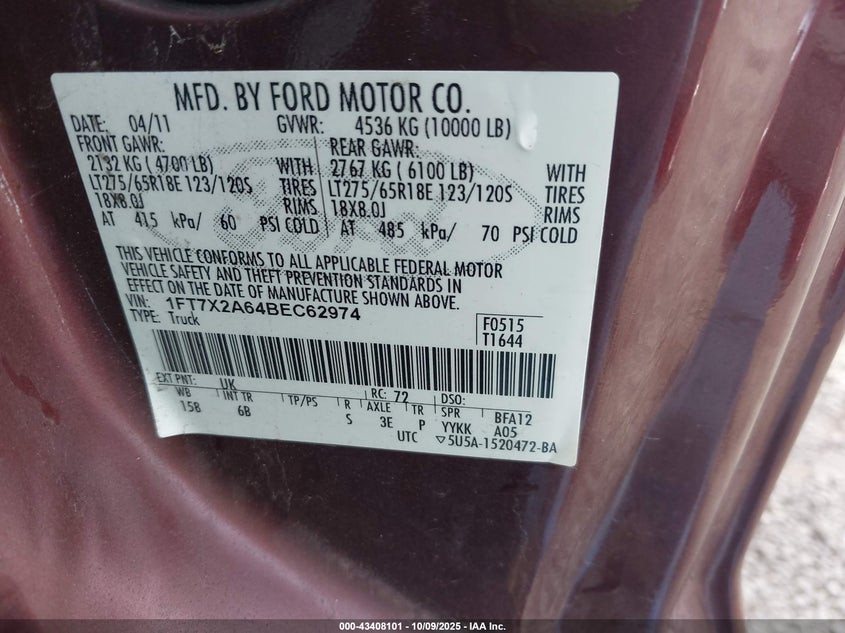 MFD. BY FORD MOTOR CO.
DATE: 04/11 GVWR: 4536 KG (10000 LB)
FRONT GAWR: REAR GAWR:
2132 KG ( 4700 LB) WITH 2767 KG ( 6100 LB) WITH
LT275/65R18E 123/120S TIRES LT275/65R18E 123/120S TIRES
18X8.0J RIMS 18X8.0J RIMS
AT 415 kPa/ 60 PSI COLD AT 485 kPa/ 70 PSI COLD
THIS VEHICLE CONFORMS TO ALL APPLICABLE FEDERAL MOTOR
VEHICLE SAFETY AND THEFT PREVENTION STANDARDS IN
EFFECT ON THE DATE OF MANUFACTURE SHOWN ABOVE.
VIN: 1FT7X2A64BEC62974
TYPE: Truck
F0515
T1644
EXT PNT: UK RC: 72 DSO:
WB INT TR TP/PS R AXLE TR SPR BFA12
158 6B S 3E P YYKK A05
UTC ▽5U5A-1520472-BA
000-43408101 | 10/09/2025 - IAA Inc.